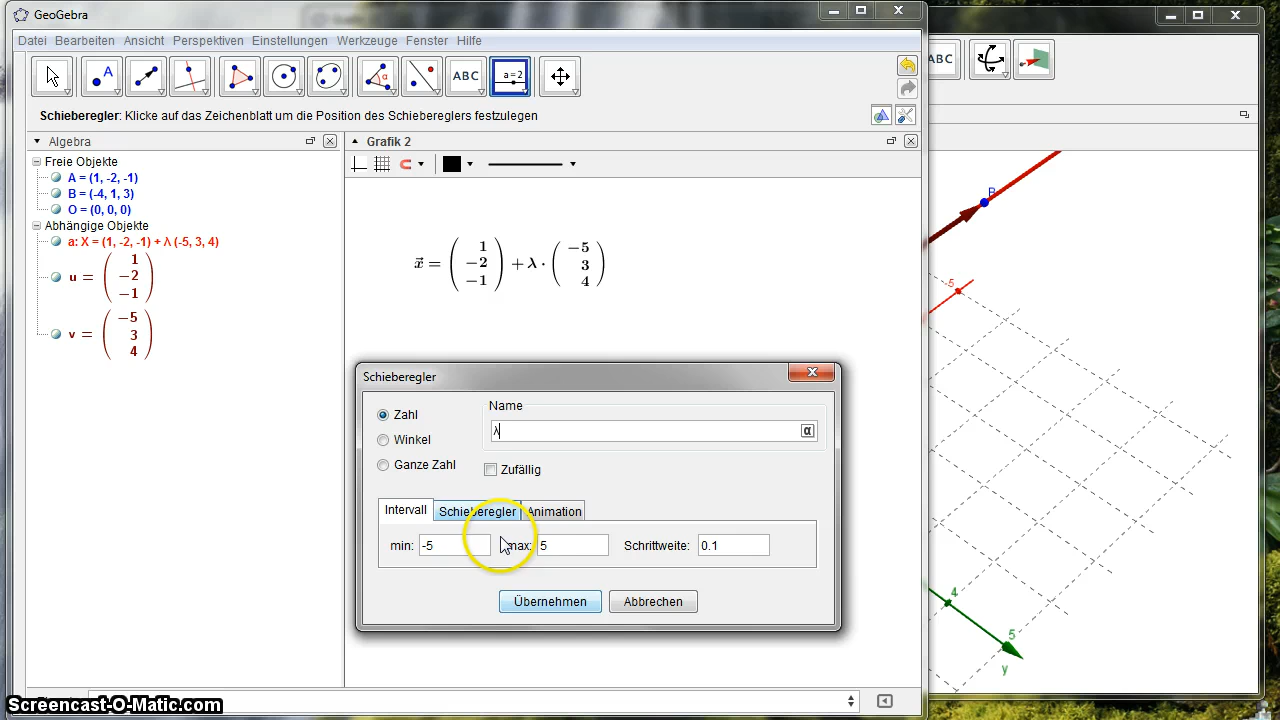 GeoGebra
Datei Bearbeiten Ansicht Perspektiven Einstellungen Werkzeuge Fenster Hilfe
A α ABC a = 2 ABC
Schieberegler: Klicke auf das Zeichenblatt um die Position des Schiebereglers festzulegen
Algebra
Grafik 2
Freie Objekte
A = (1, -2, -1)
B = (-4, 1, 3)
O = (0, 0, 0)
Abhängige Objekte
a: X = (1, -2, -1) + λ (-5, 3, 4)
u = ( 1 −2 −1 )
v = ( −5 3 4 )
x⃗ = ( 1 −2 −1 ) + λ · ( −5 3 4 )
B
-5
4
5
y
Schieberegler
Zahl
Winkel
Ganze Zahl
Name
λ
α
Zufällig
Intervall Schieberegler Animation
min: -5 max: 5 Schrittweite: 0.1
Übernehmen Abbrechen
Screencast-O-Matic.com